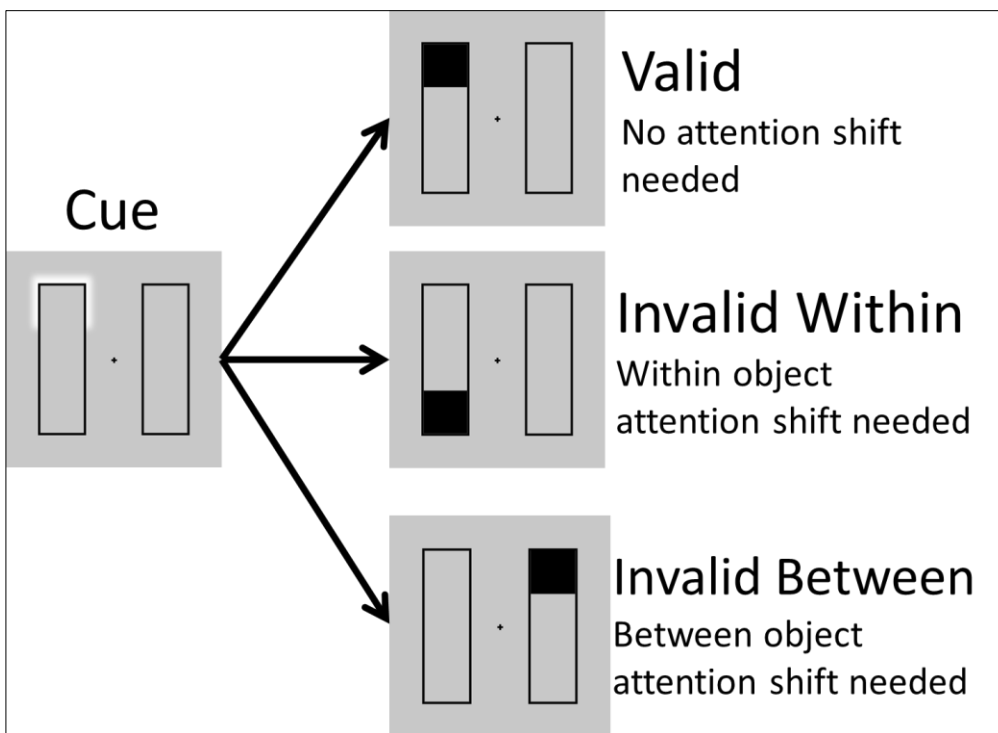 Cue
Valid
No attention shift
needed
Invalid Within
Within object
attention shift needed
Invalid Between
Between object
attention shift needed